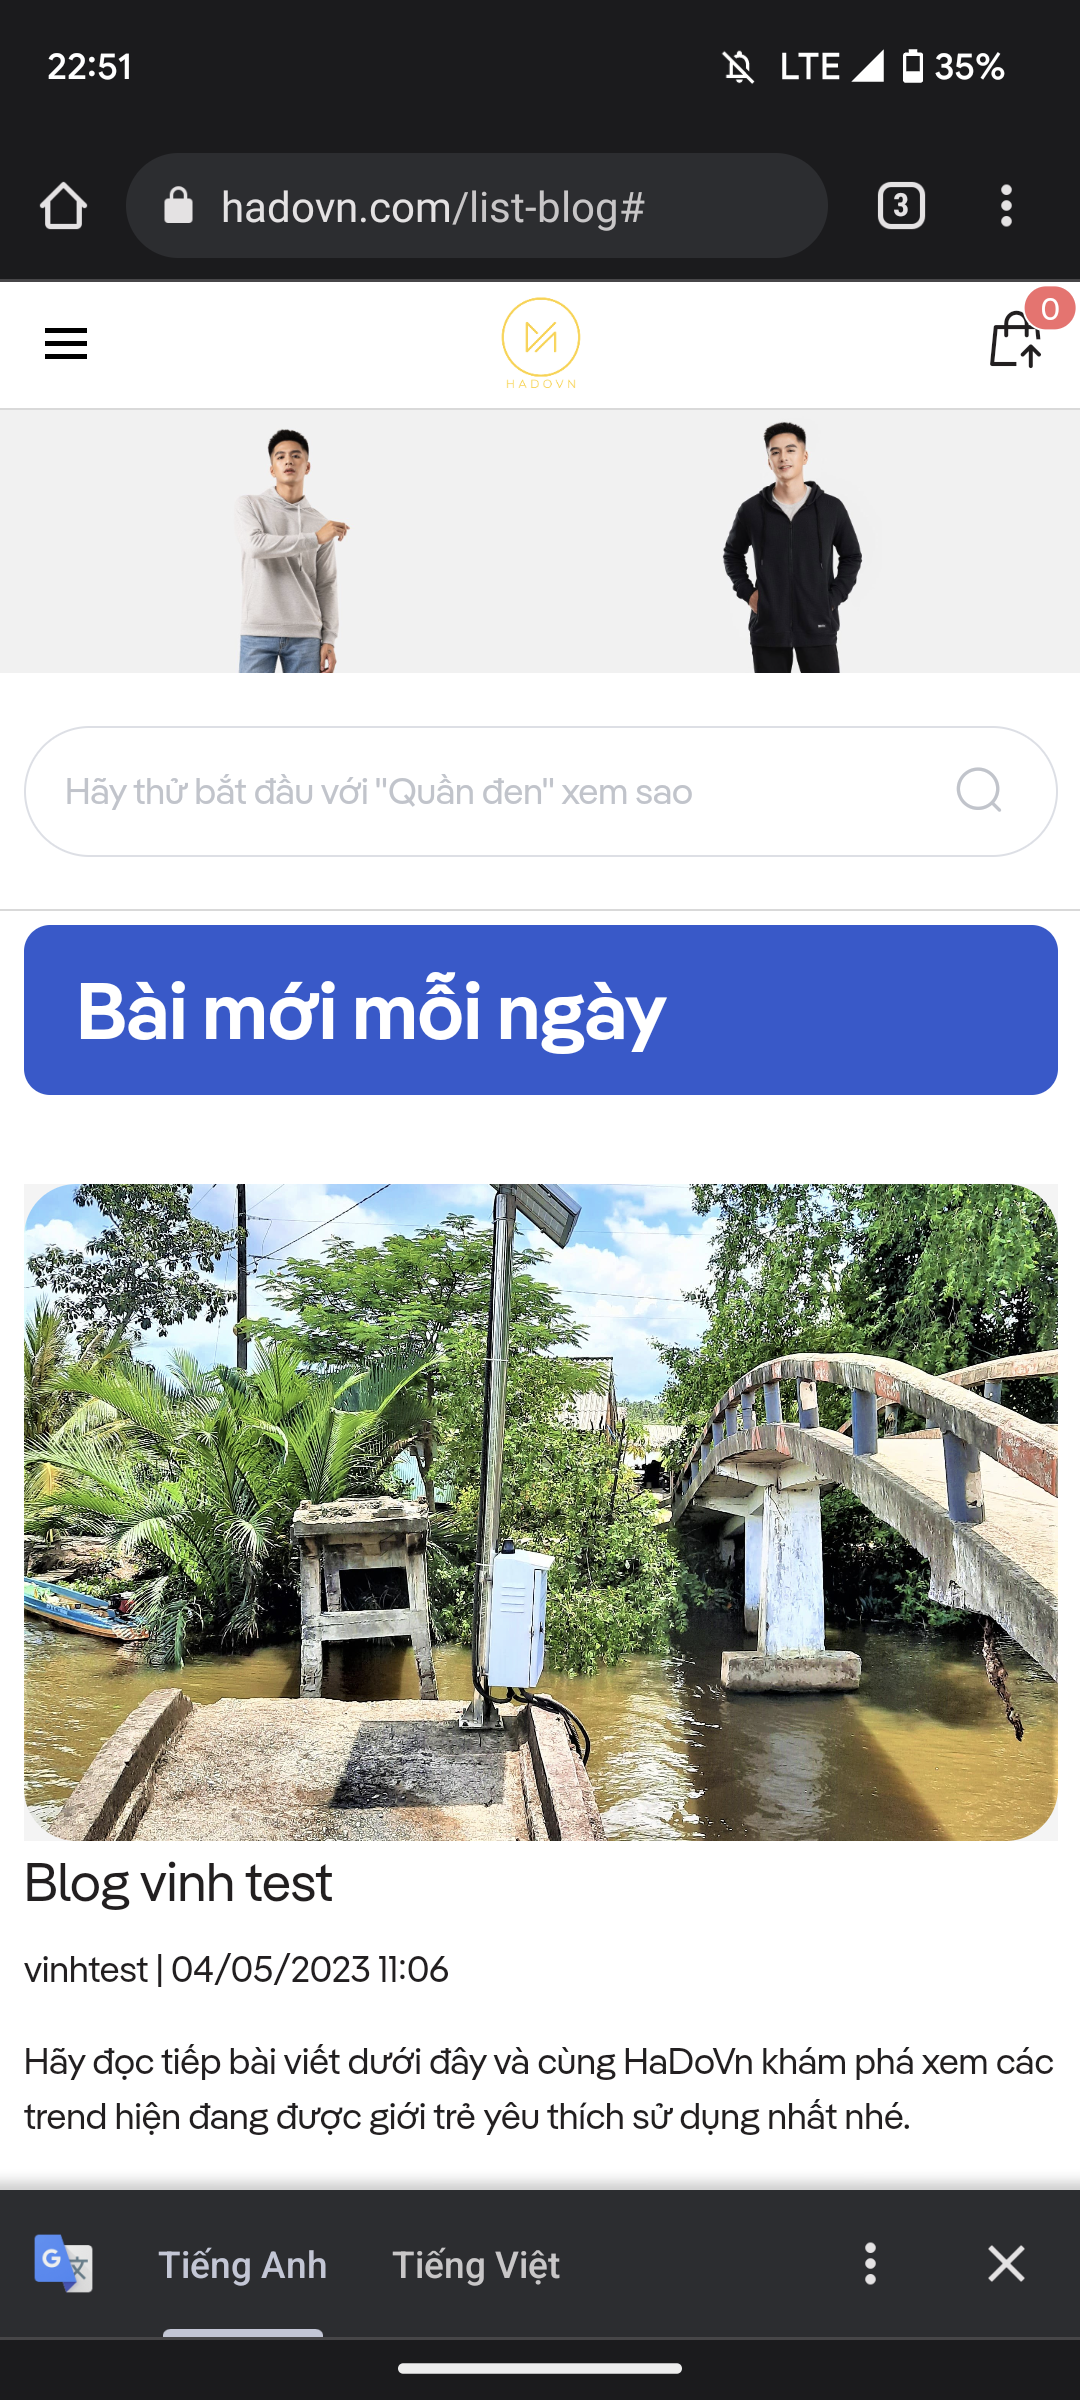 22:51
LTE
35%
hadovn.com/list-blog#
3
0
HADOVN
Hãy thử bắt đầu với "Quần đen" xem sao
Bài mới mỗi ngày
Blog vinh test
vinhtest | 04/05/2023 11:06
Hãy đọc tiếp bài viết dưới đây và cùng HaDoVn khám phá xem các
trend hiện đang được giới trẻ yêu thích sử dụng nhất nhé.
Tiếng Anh
Tiếng Việt